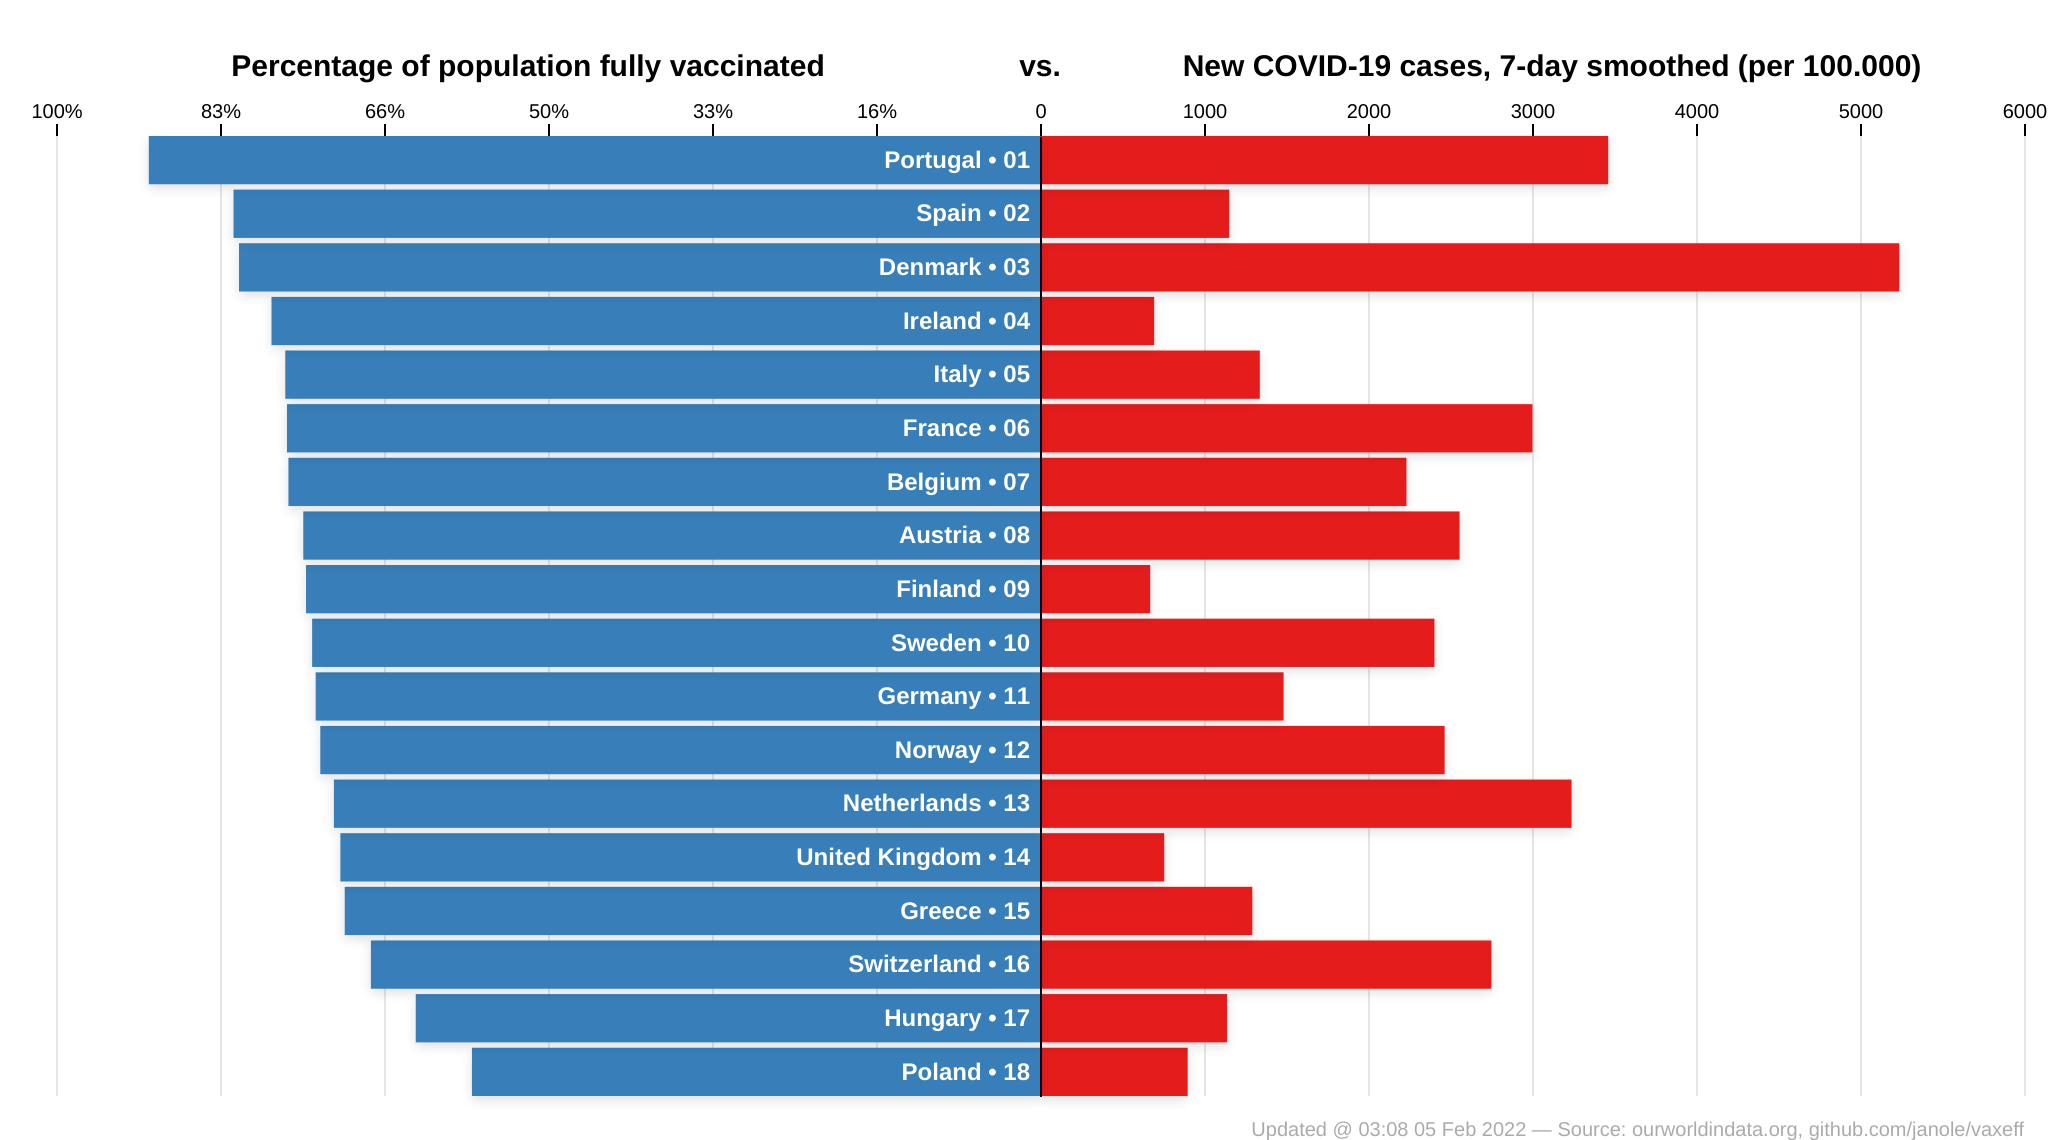 Percentage of population fully vaccinated vs. New COVID-19 cases, 7-day smoothed (per 100.000)
100% 83% 66% 50% 33% 16% 0 1000 2000 3000 4000 5000 6000
Portugal • 01
Spain • 02
Denmark • 03
Ireland • 04
Italy • 05
France • 06
Belgium • 07
Austria • 08
Finland • 09
Sweden • 10
Germany • 11
Norway • 12
Netherlands • 13
United Kingdom • 14
Greece • 15
Switzerland • 16
Hungary • 17
Poland • 18
Updated @ 03:08 05 Feb 2022 — Source: ourworldindata.org, github.com/janole/vaxeff